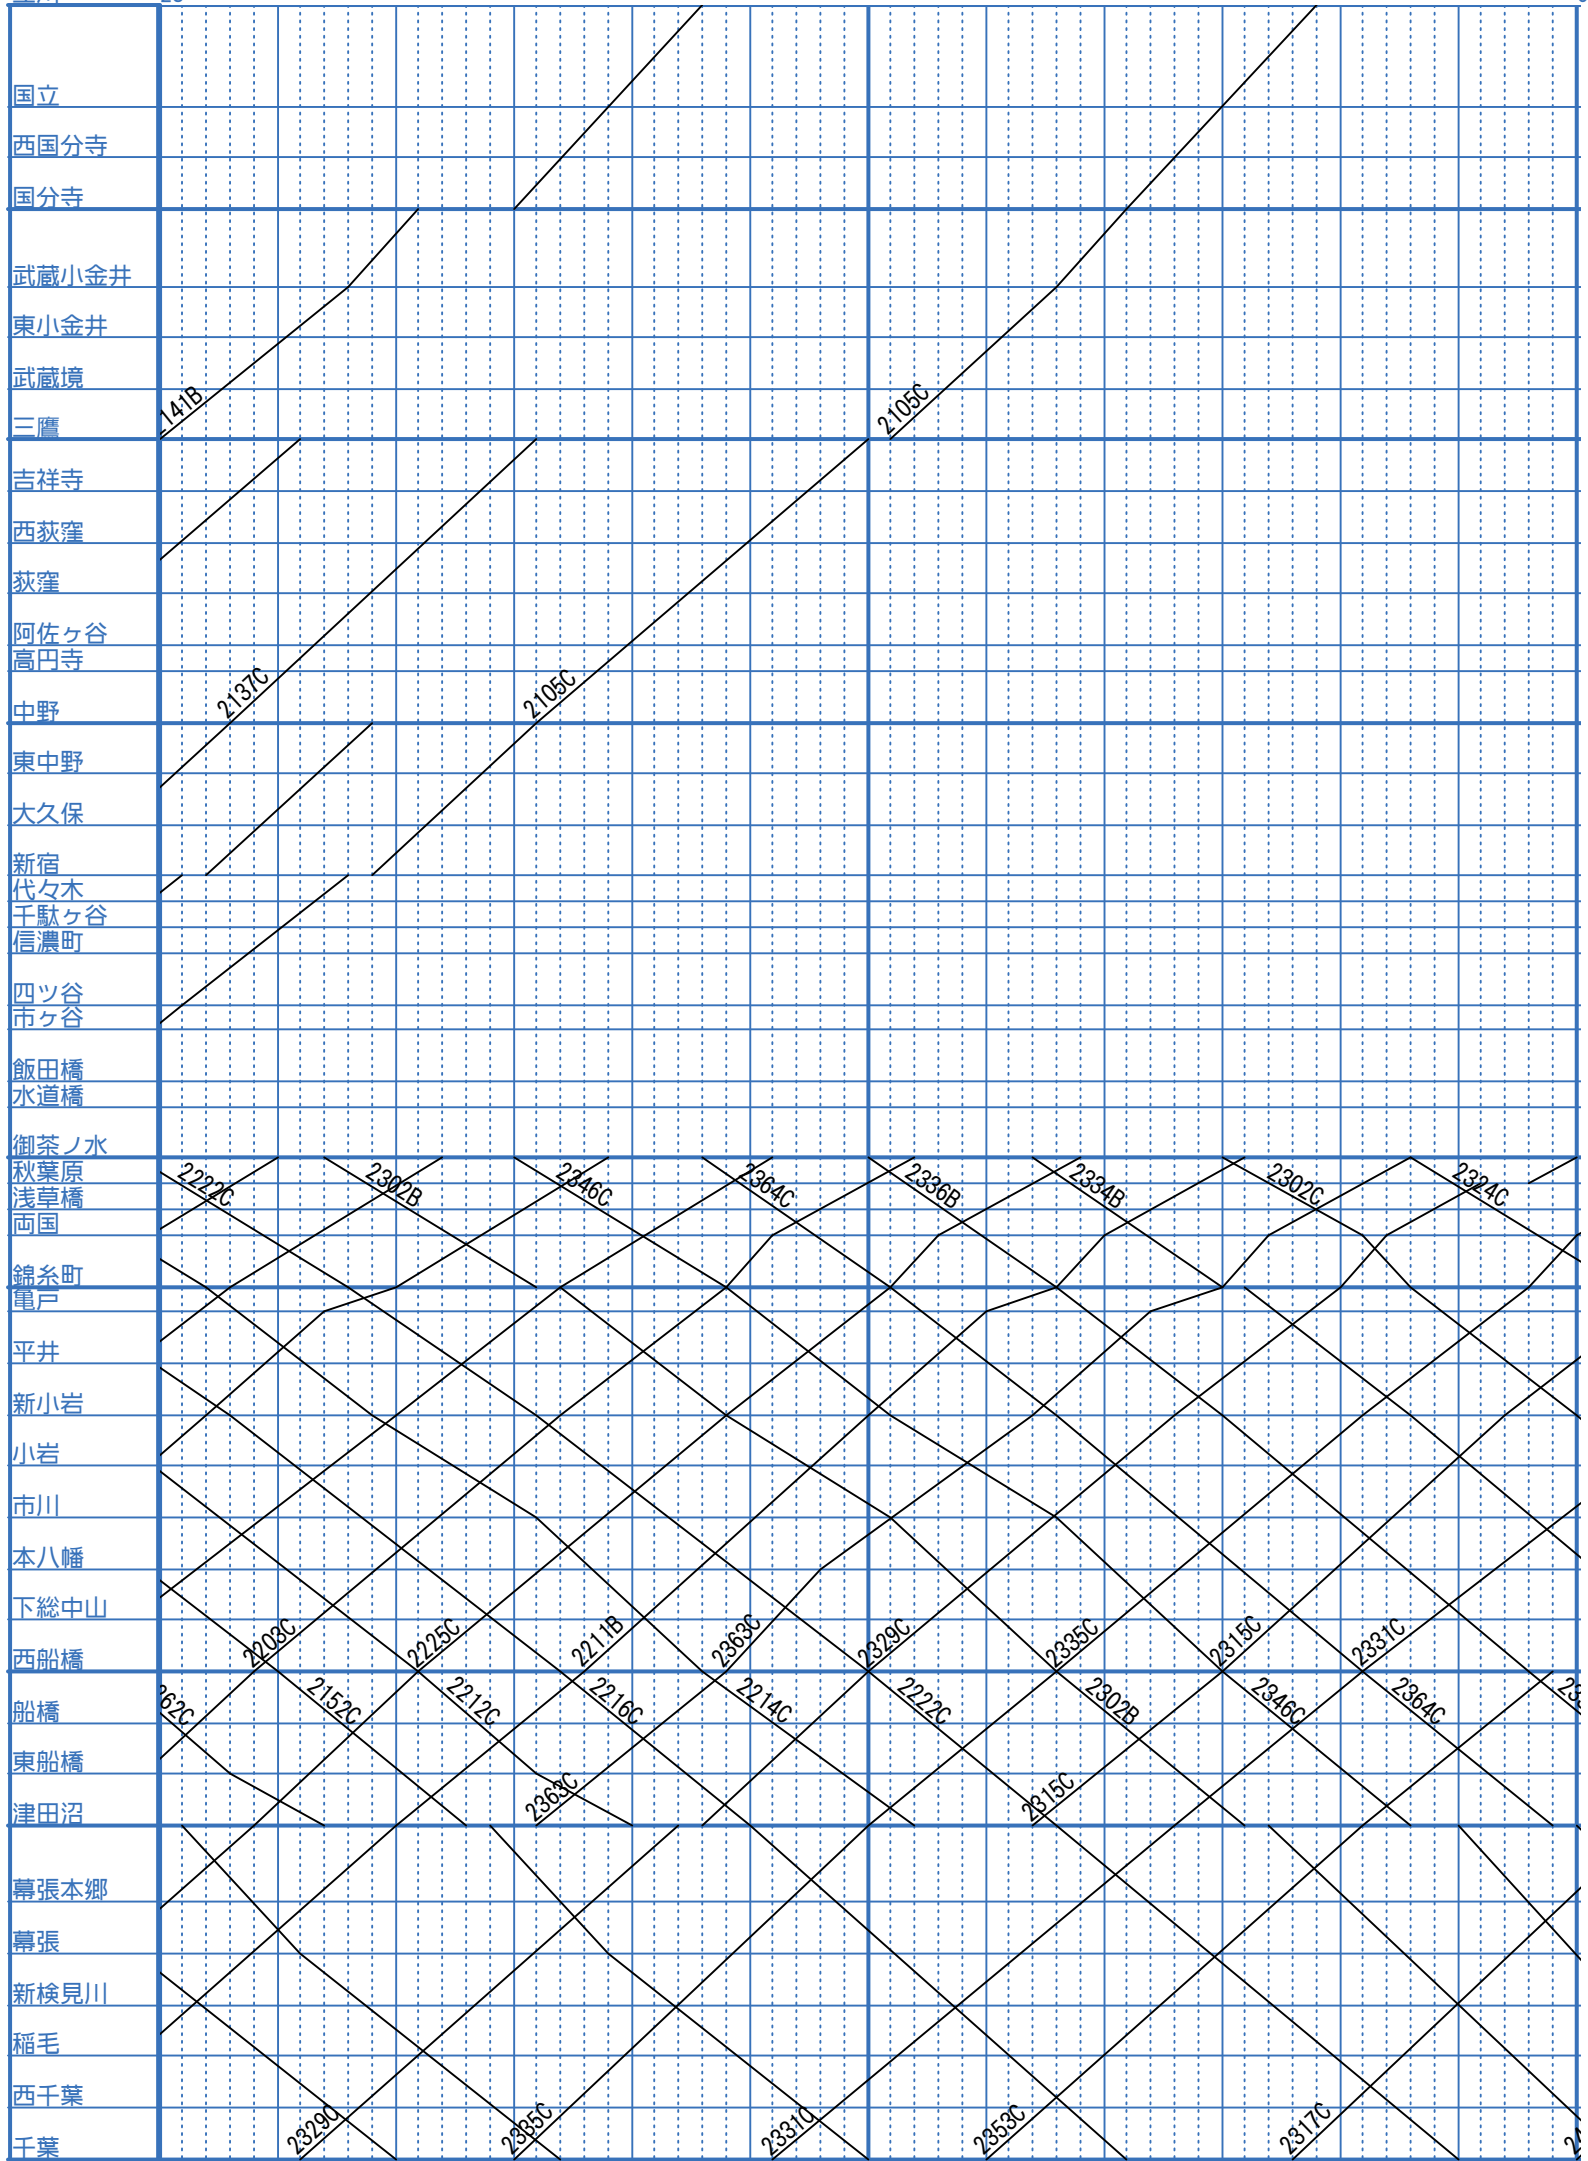 国立
西国分寺
国分寺
武蔵小金井
東小金井
武蔵境
141B
2105C
三鷹
吉祥寺
西荻窪
荻窪
阿佐ヶ谷
高円寺
2137C
2105C
中野
東中野
大久保
新宿
代々木
千駄ヶ谷
信濃町
四ツ谷
市ヶ谷
飯田橋
水道橋
御茶ノ水
秋葉原
2222C
2302B
2346C
2364C
2336B
2334B
2302C
2324C
浅草橋
両国
錦糸町
亀戸
平井
新小岩
小岩
市川
本八幡
下総中山
2203C
2225C
2211B
2363C
2329C
2335C
2315C
2331C
西船橋
船橋
362C
2152C
2212C
2216C
2214C
2222C
2302B
2346C
2364C
東船橋
2363C
2315C
津田沼
幕張本郷
幕張
新検見川
稲毛
西千葉
2329C
2335C
2331C
2353C
2317C
千葉